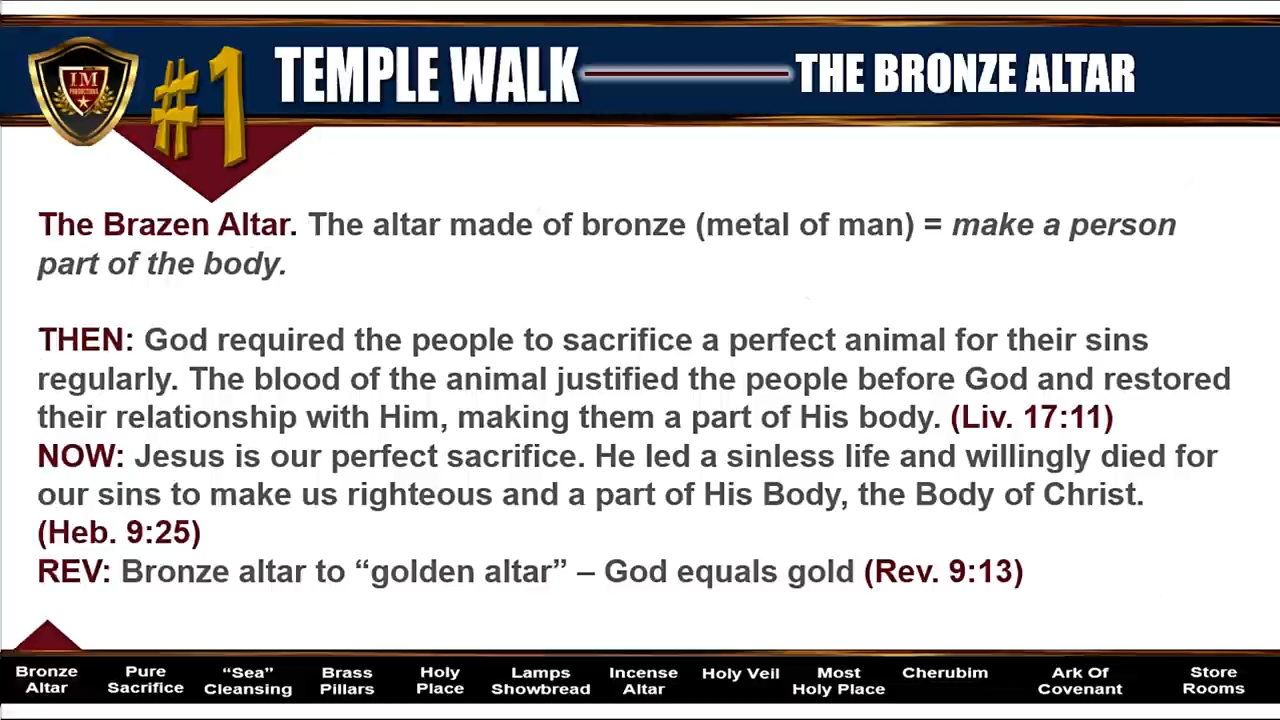 IM
PRODUCTIONS
#1
TEMPLE WALK
THE BRONZE ALTAR
The Brazen Altar. The altar made of bronze (metal of man) = make a person
part of the body.
THEN: God required the people to sacrifice a perfect animal for their sins
regularly. The blood of the animal justified the people before God and restored
their relationship with Him, making them a part of His body. (Liv. 17:11)
NOW: Jesus is our perfect sacrifice. He led a sinless life and willingly died for
our sins to make us righteous and a part of His Body, the Body of Christ.
(Heb. 9:25)
REV: Bronze altar to “golden altar” – God equals gold (Rev. 9:13)
Bronze
Altar
Pure
Sacrifice
“Sea”
Cleansing
Brass
Pillars
Holy
Place
Lamps
Showbread
Incense
Altar
Holy Veil
Most
Holy Place
Cherubim
Ark Of
Covenant
Store
Rooms